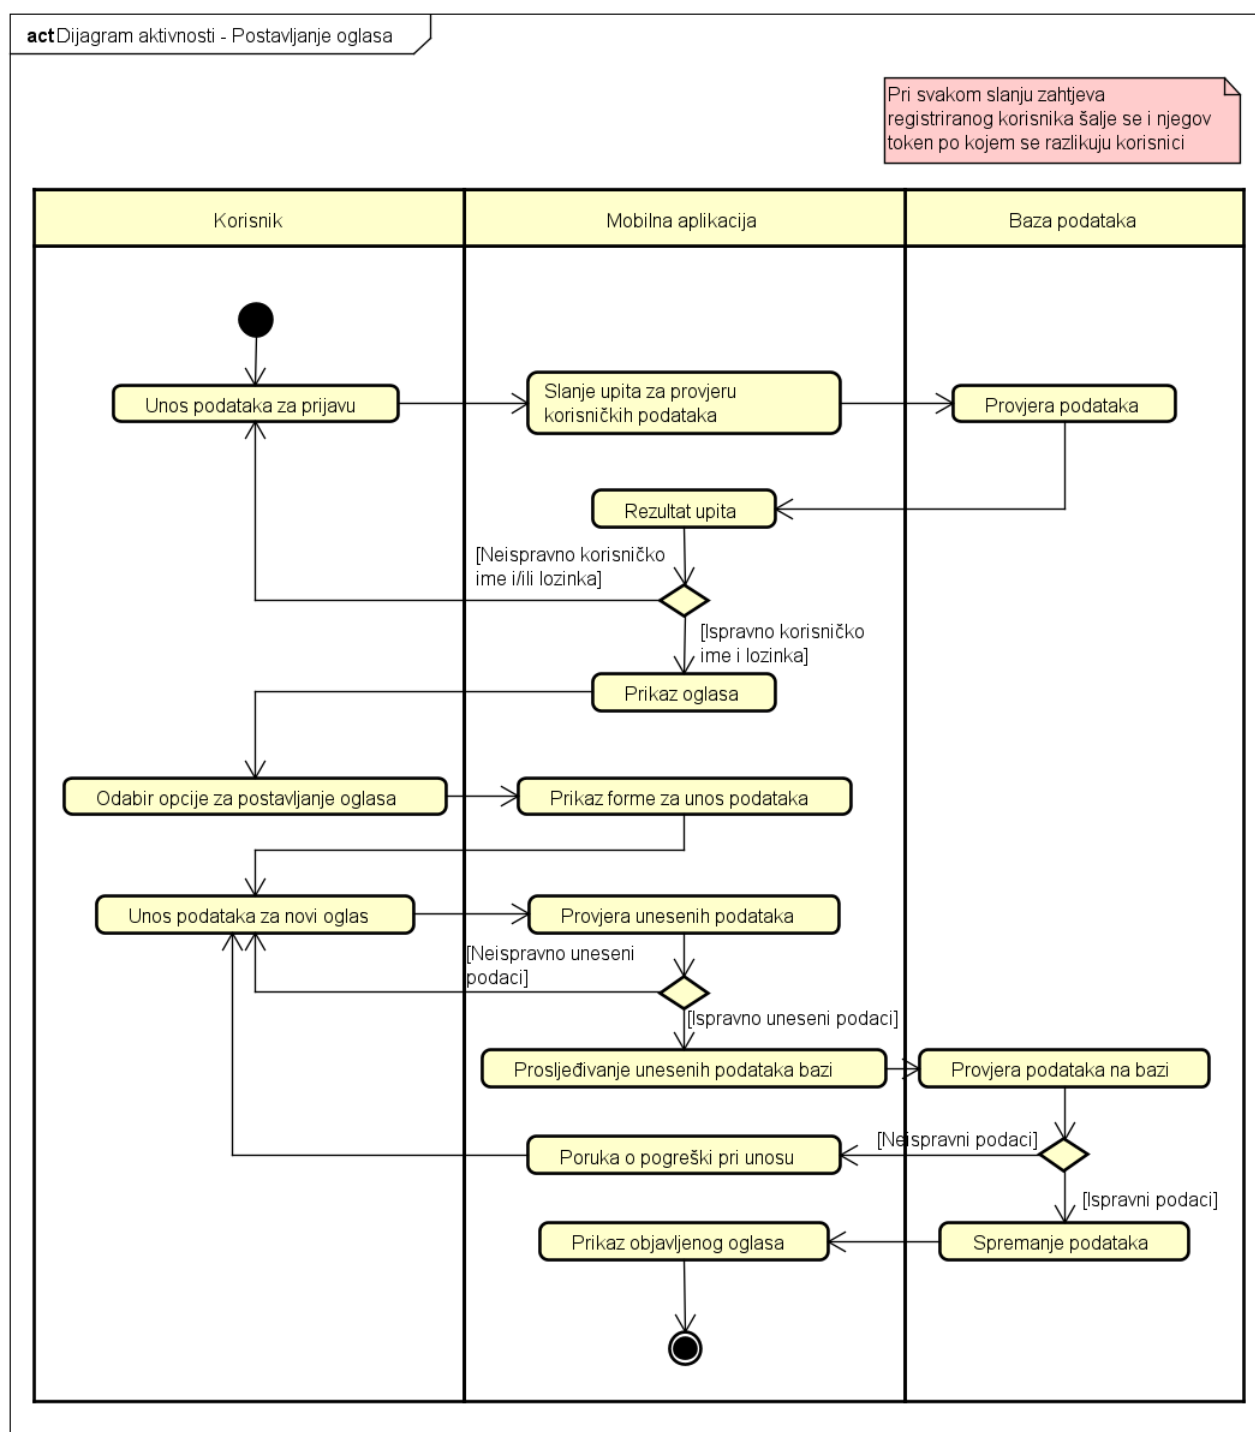 act Dijagram aktivnosti - Postavljanje oglasa
Pri svakom slanju zahtjeva
registriranog korisnika šalje se i njegov
token po kojem se razlikuju korisnici
Korisnik
Mobilna aplikacija
Baza podataka
Unos podataka za prijavu
Slanje upita za provjeru
korisničkih podataka
Provjera podataka
Rezultat upita
[Neispravno korisničko
ime i/ili lozinka]
[Ispravno korisničko
ime i lozinka]
Prikaz oglasa
Odabir opcije za postavljanje oglasa
Prikaz forme za unos podataka
Unos podataka za novi oglas
Provjera unesenih podataka
[Neispravno uneseni
podaci]
[Ispravno uneseni podaci]
Prosljeđivanje unesenih podataka bazi
Provjera podataka na bazi
[Neispravni podaci]
Poruka o pogreški pri unosu
[Ispravni podaci]
Prikaz objavljenog oglasa
Spremanje podataka